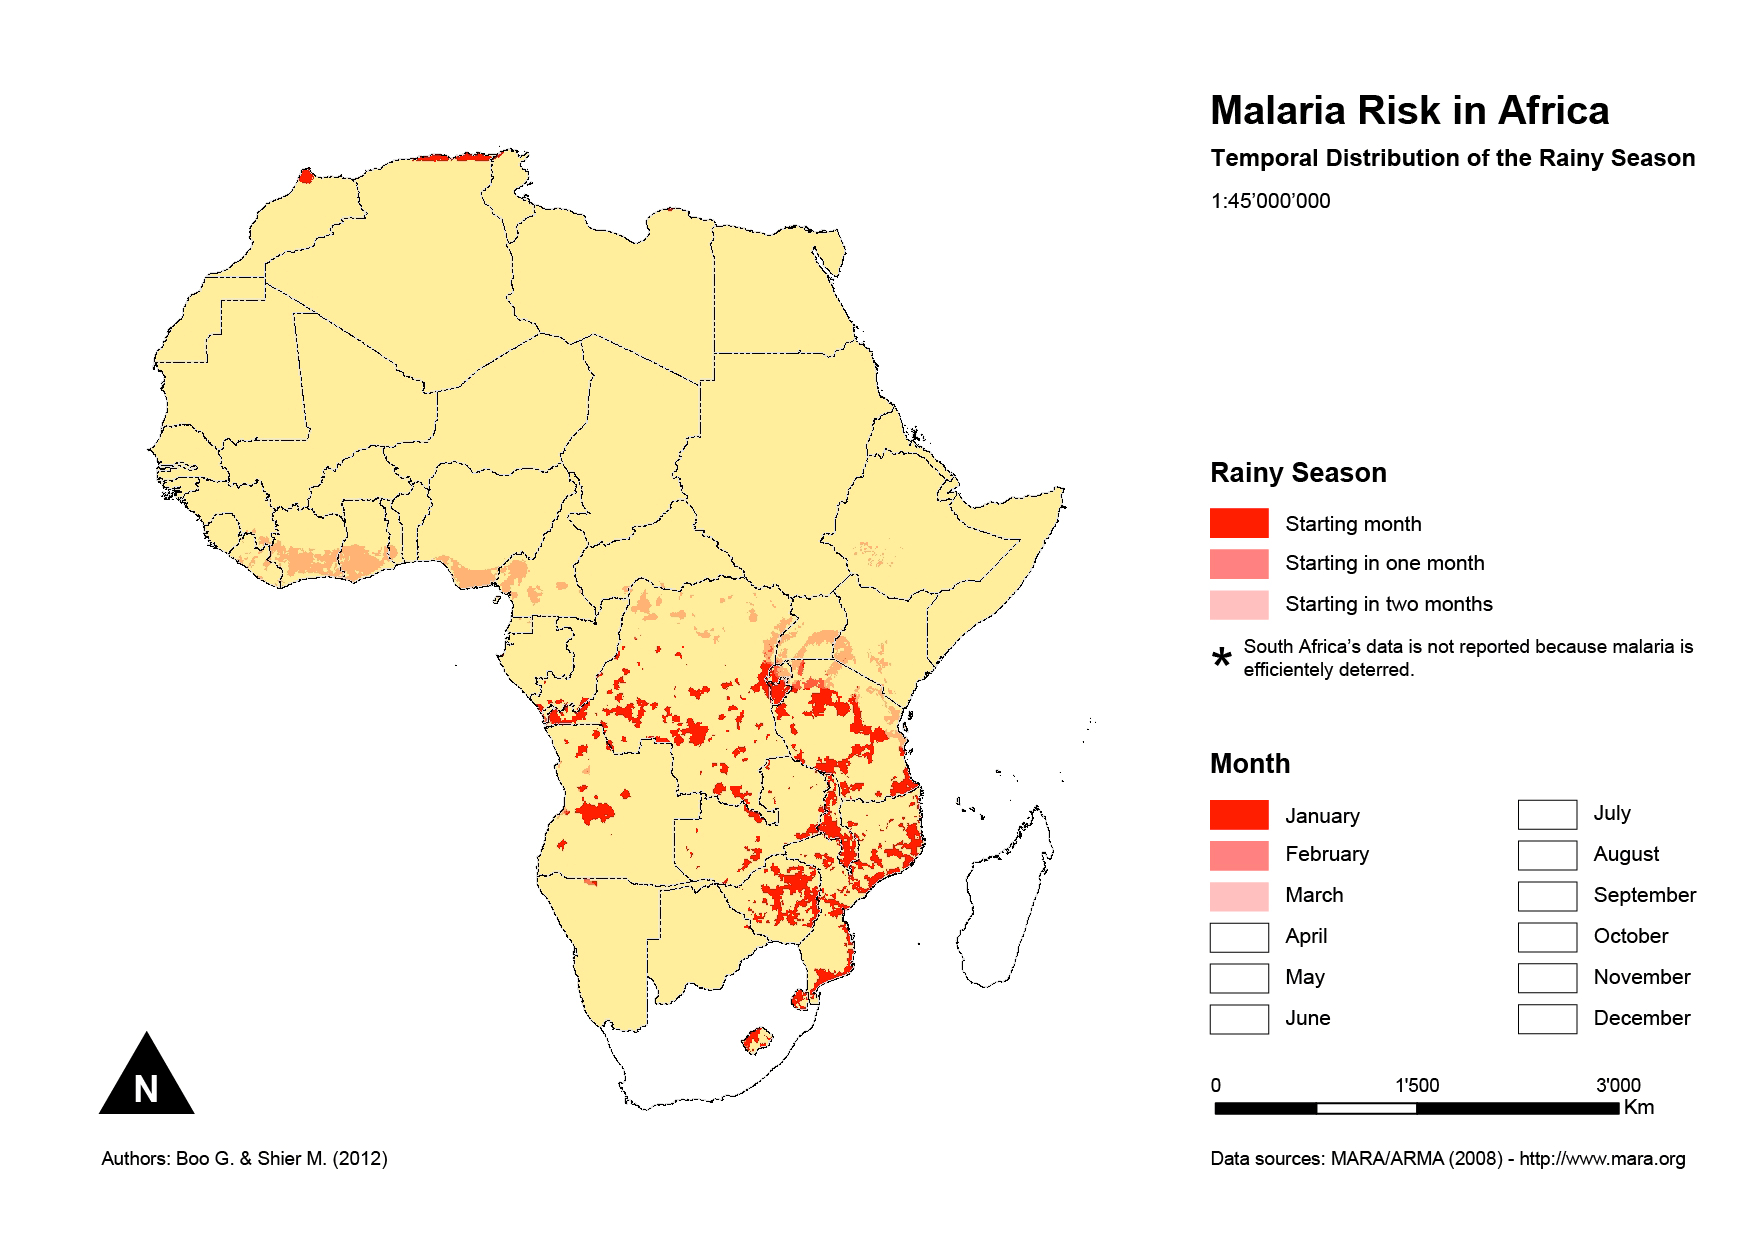 Malaria Risk in Africa
Temporal Distribution of the Rainy Season
1:45’000’000
Rainy Season
Starting month
Starting in one month
Starting in two months
* South Africa’s data is not reported because malaria is
efficientely deterred.
Month
January
February
March
April
May
June
July
August
September
October
November
December
0 1'500 3'000
Km
N
Authors: Boo G. & Shier M. (2012)
Data sources: MARA/ARMA (2008) - http://www.mara.org